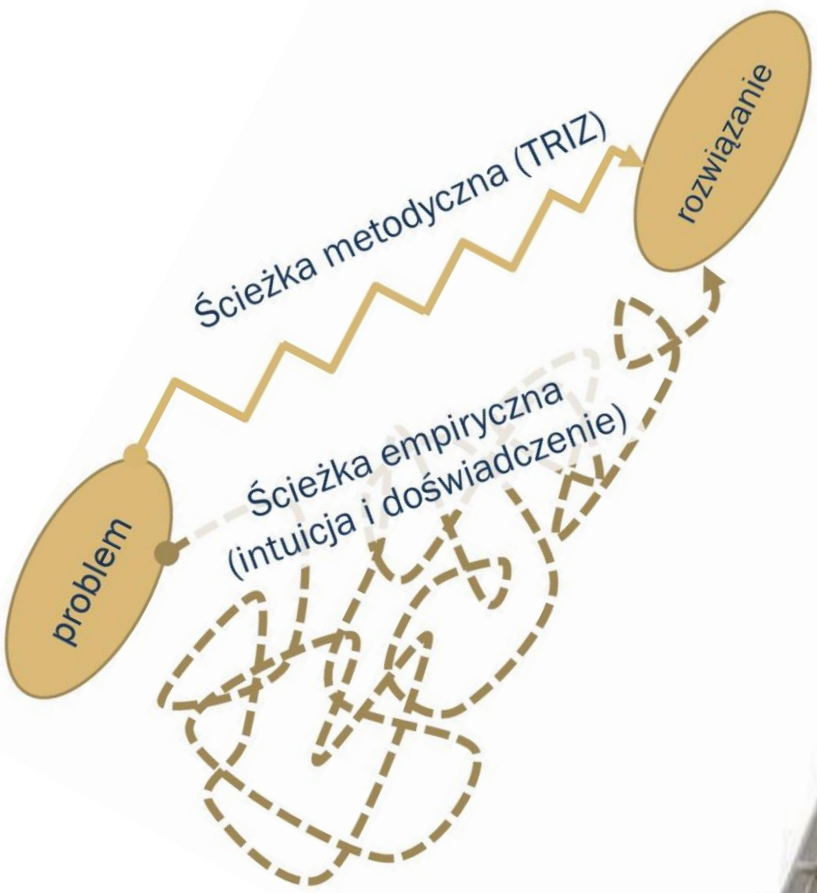 rozwiązanie
Ścieżka metodyczna (TRIZ)
Ścieżka empiryczna
(intuicja i doświadczenie)
problem